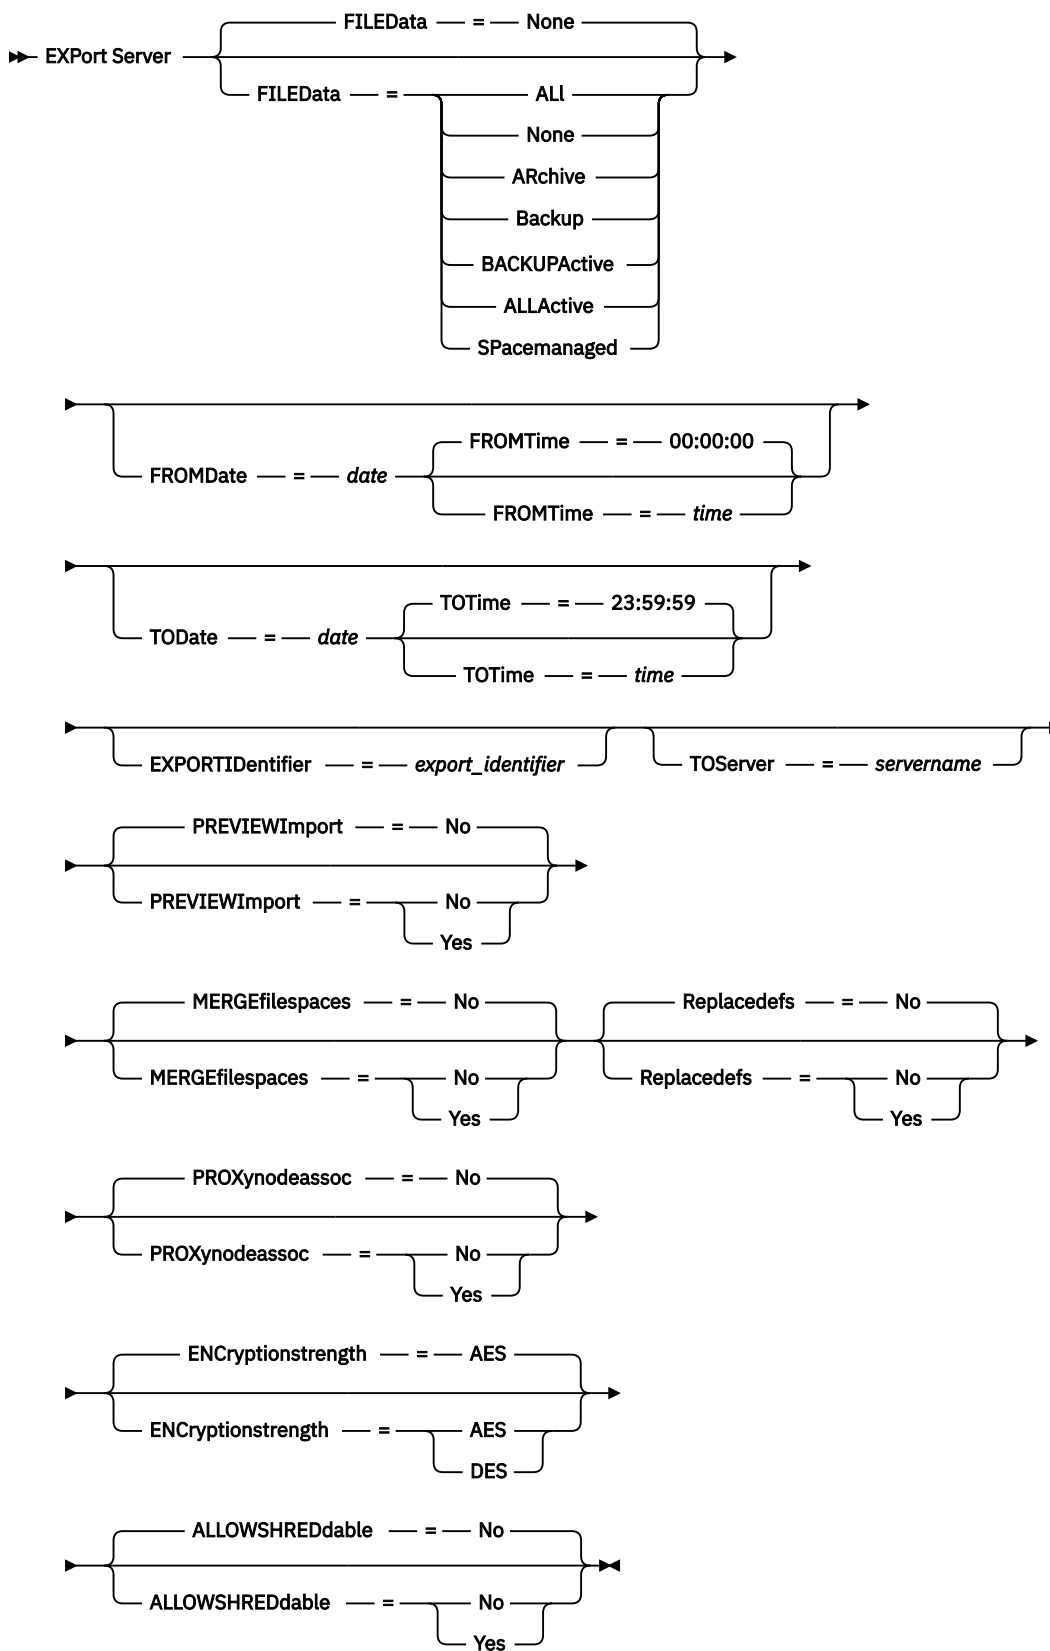 FILEData = None
EXPort Server
FILEData = ALl
None
ARchive
Backup
BACKUPActive
ALLActive
SPacemanaged
FROMTime = 00:00:00
FROMDate = date
FROMTime = time
TOTime = 23:59:59
TODate = date
TOTime = time
EXPORTIDentifier = export_identifier TOServer = servername
PREVIEWImport = No
PREVIEWImport = No
Yes
MERGEfilespaces = No Replacedefs = No
MERGEfilespaces = No Replacedefs = No
Yes Yes
PROXynodeassoc = No
PROXynodeassoc = No
Yes
ENCryptionstrength = AES
ENCryptionstrength = AES
DES
ALLOWSHREDdable = No
ALLOWSHREDdable = No
Yes